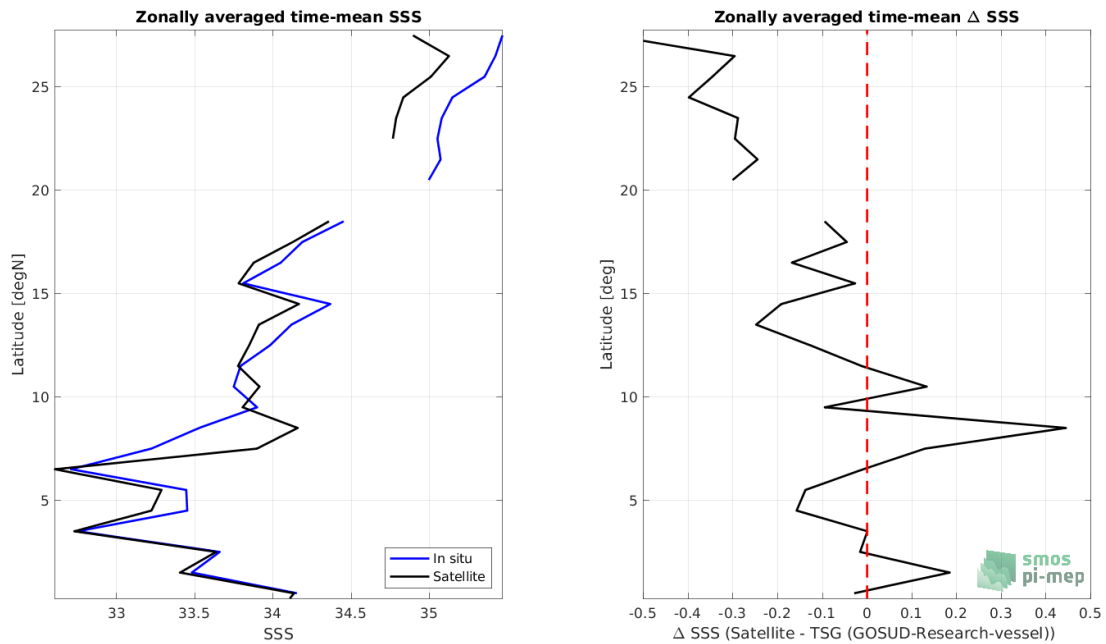 Zonally averaged time-mean SSS
Latitude [degN]
25
20
15
10
5
33
33.5
34
34.5
35
SSS
In situ
Satellite
Zonally averaged time-mean Δ SSS
Latitude [deg]
25
20
15
10
5
-0.5
-0.4
-0.3
-0.2
-0.1
0
0.1
0.2
0.3
0.4
0.5
Δ SSS (Satellite - TSG (GOSUD-Research-vessel))
smos
pi-mep